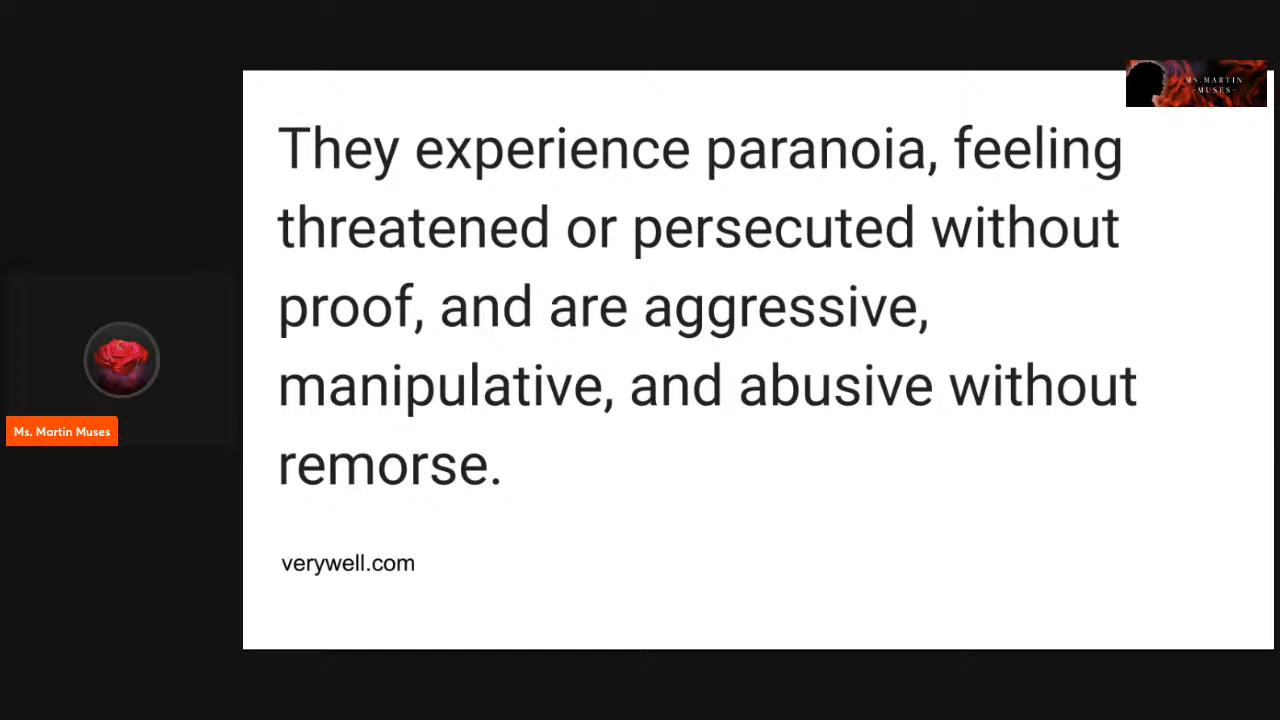 MS. MARTIN
-MUSES-
They experience paranoia, feeling
threatened or persecuted without
proof, and are aggressive,
manipulative, and abusive without
remorse.
verywell.com
Ms. Martin Muses